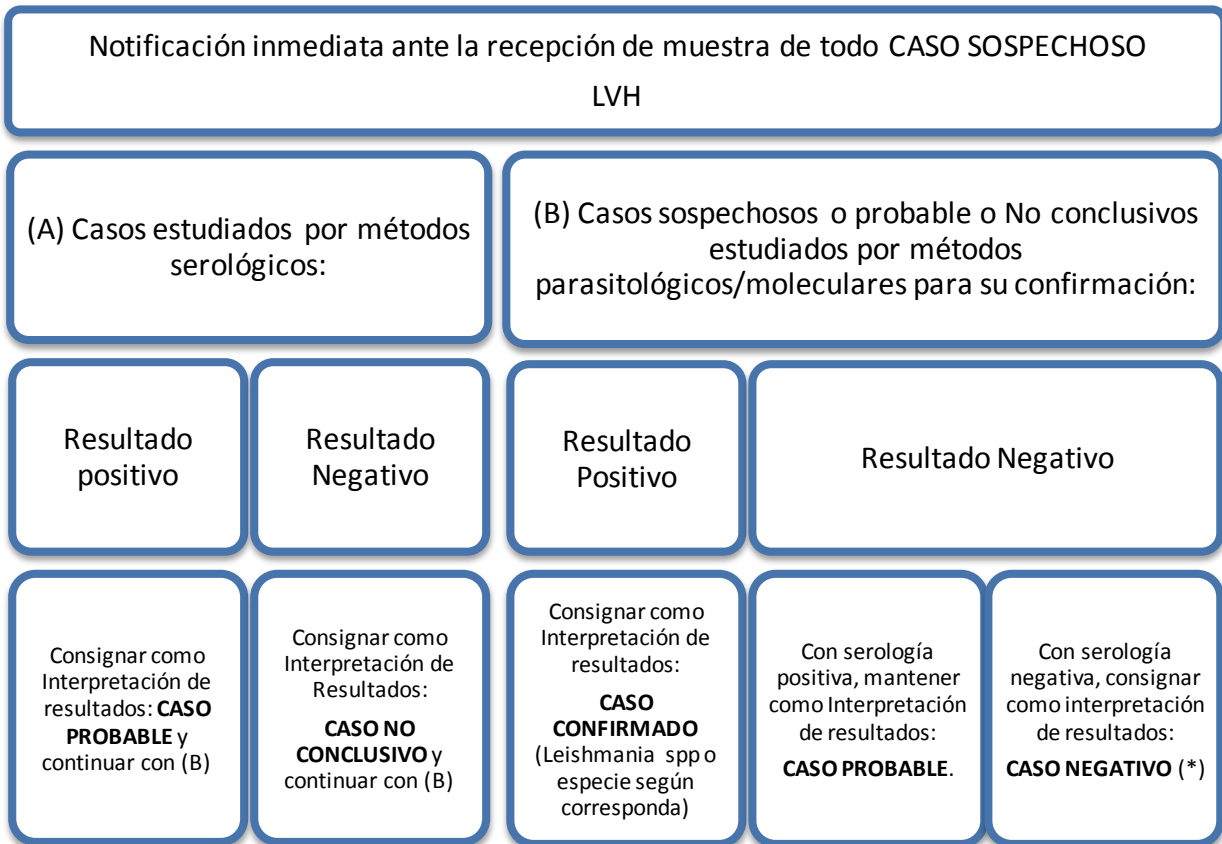 Notificación inmediata ante la recepción de muestra de todo CASO SOSPECHOSO
LVH
(A) Casos estudiados por métodos
serológicos:
(B) Casos sospechosos o probable o No conclusivos
estudiados por métodos
parasitológicos/moleculares para su confirmación:
Resultado
positivo
Resultado
Negativo
Resultado
Positivo
Resultado Negativo
Consignar como
Interpretación de
resultados: CASO
PROBABLE y
continuar con (B)
Consignar como
Interpretación de
Resultados:
CASO NO
CONCLUSIVO y
continuar con (B)
Consignar como
Interpretación de
resultados:
CASO
CONFIRMADO
(Leishmania spp o
especie según
corresponda)
Con serología
positiva, mantener
como Interpretación
de resultados:
CASO PROBABLE.
Con serología
negativa, consignar
como interpretación
de resultados:
CASO NEGATIVO (*)